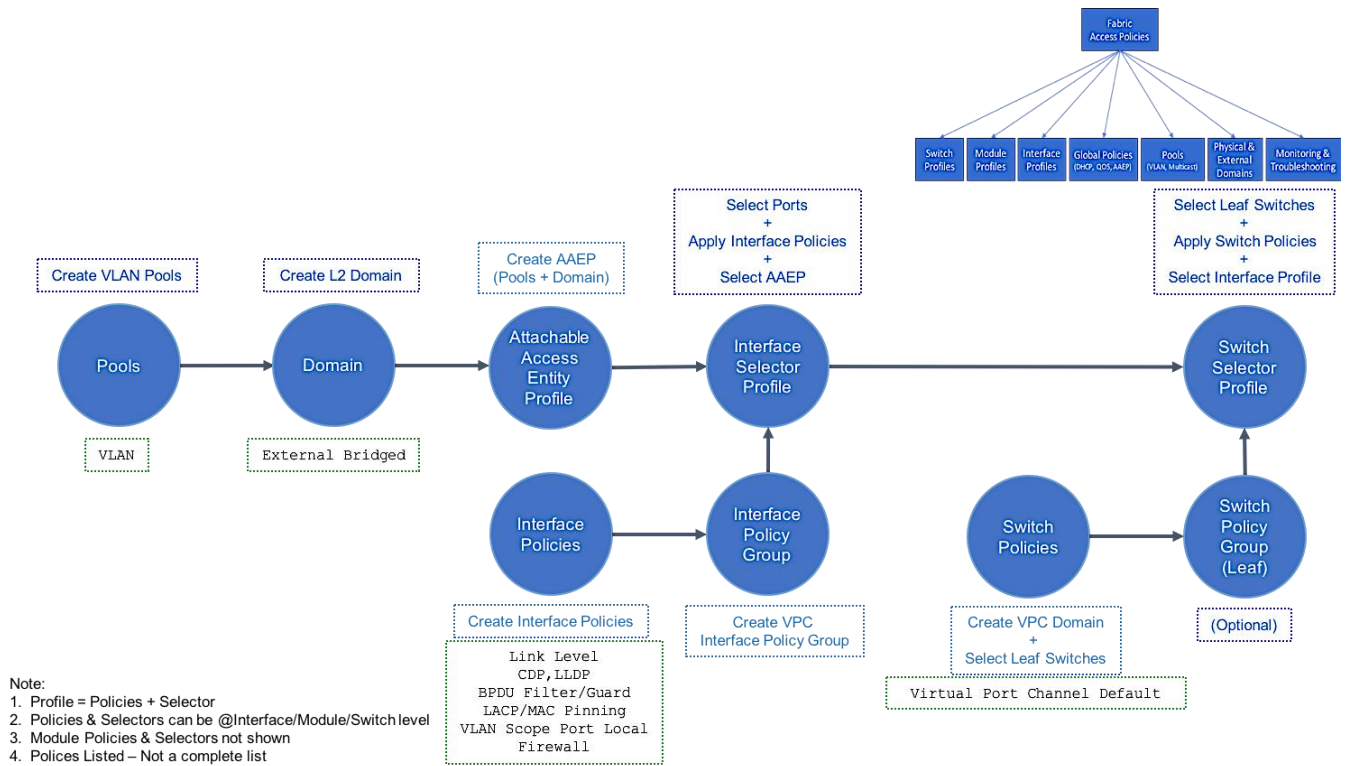 Fabric
Access Policies
Switch
Profiles
Module
Profiles
Interface
Profiles
Global Policies
(DHCP, QOS, AAEP)
Pools
(VLAN, Multicast)
Physical &
External
Domains
Monitoring &
Troubleshooting
Create VLAN Pools
Create L2 Domain
Create AAEP
(Pools + Domain)
Select Ports
+
Apply Interface Policies
+
Select AAEP
Select Leaf Switches
+
Apply Switch Policies
+
Select Interface Profile
Pools
Domain
Attachable
Access
Entity
Profile
Interface
Selector
Profile
Switch
Selector
Profile
VLAN
External Bridged
Interface
Policies
Interface
Policy
Group
Switch
Policies
Switch
Policy
Group
(Leaf)
Create Interface Policies
Link Level
CDP,LLDP
BPDU Filter/Guard
LACP/MAC Pinning
VLAN Scope Port Local
Firewall
Create VPC
Interface Policy Group
Create VPC Domain
+
Select Leaf Switches
Virtual Port Channel Default
(Optional)
Note:
1. Profile = Policies + Selector
2. Policies & Selectors can be @Interface/Module/Switch level
3. Module Policies & Selectors not shown
4. Polices Listed – Not a complete list